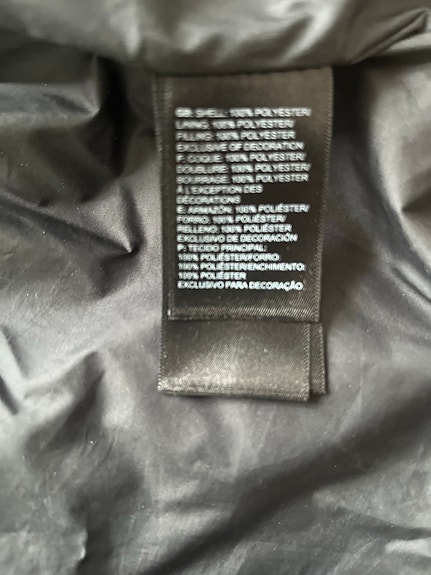 GB: SHELL: 100% POLYESTER/
LINING: 100% POLYESTER/
FILLING: 100% POLYESTER
EXCLUSIVE OF DECORATION
F: COQUE: 100% POLYESTER/
DOUBLURE: 100% POLYESTER/
BOURRAGE: 100% POLYESTER
À L'EXCEPTION DES
DÉCORATIONS
E: ARMAZÓN: 100% POLIÉSTER/
FORRO: 100% POLIÉSTER/
RELLENO: 100% POLIÉSTER
EXCLUSIVO DE DECORACIÓN
P: TECIDO PRINCIPAL:
100% POLIÉSTER/FORRO:
100% POLIÉSTER/ENCHIMENTO:
100% POLIÉSTER
EXCLUSIVO PARA DECORAÇÃO.